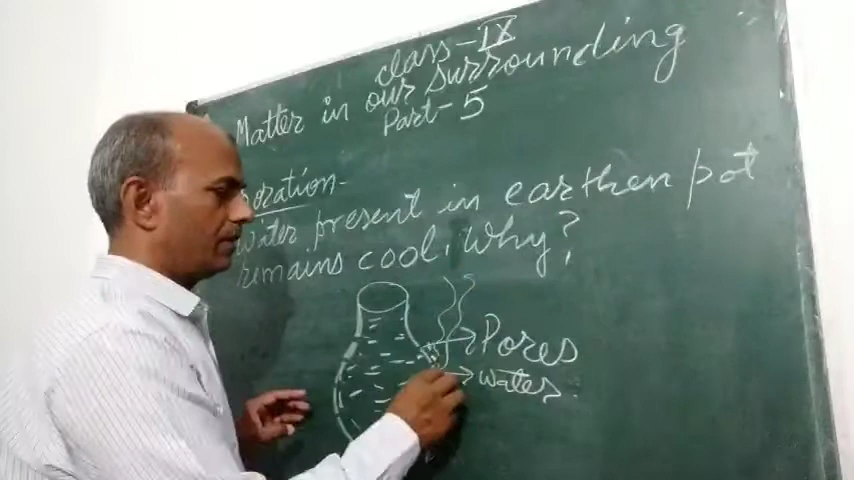 class-IX
Matter in our surrounding
Part-5
oration-
water present in earthen pot
remains cool, why?
Pores
water